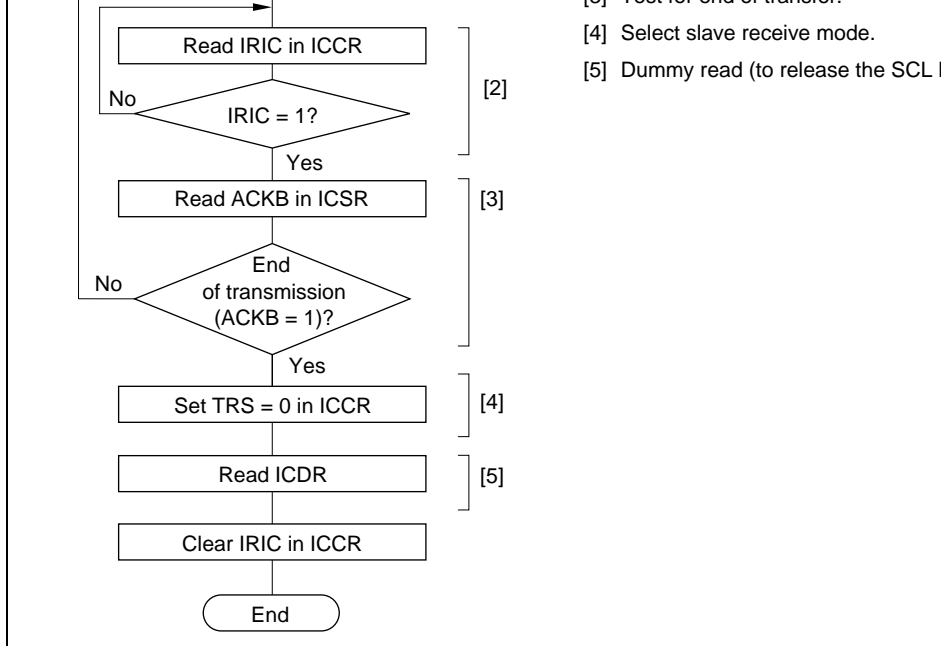 [3] Test for end of transfer.
Read IRIC in ICCR
[4] Select slave receive mode.
[5] Dummy read (to release the SCL
[2]
No
IRIC = 1?
Yes
Read ACKB in ICSR
[3]
End
No
of transmission
(ACKB = 1)?
Yes
Set TRS = 0 in ICCR
[4]
Read ICDR
[5]
Clear IRIC in ICCR
End